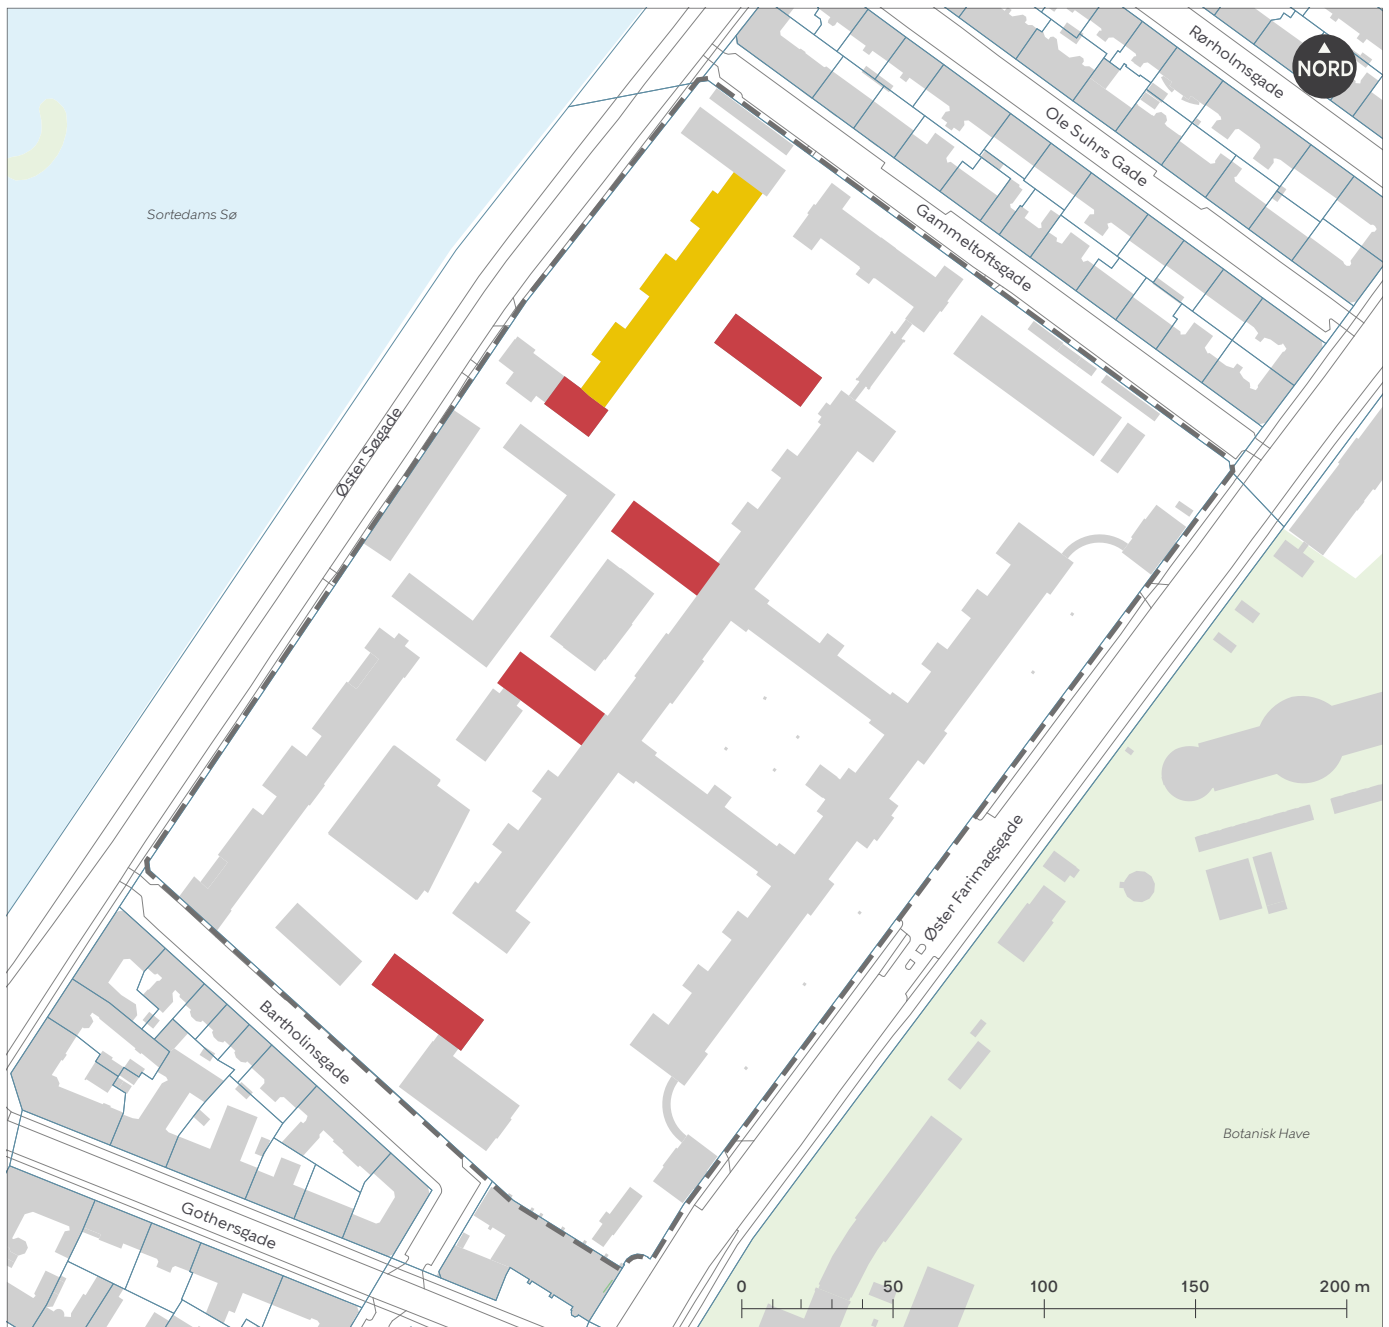 Rørholmsgade
NORD
Ole Suhrs Gade
Sortedams Sø
Gammeltoftsgade
Øster Søgade
Øster Farimagsgade
Bartholinsgade
Botanisk Have
Gothersgade
0 50 100 150 200 m